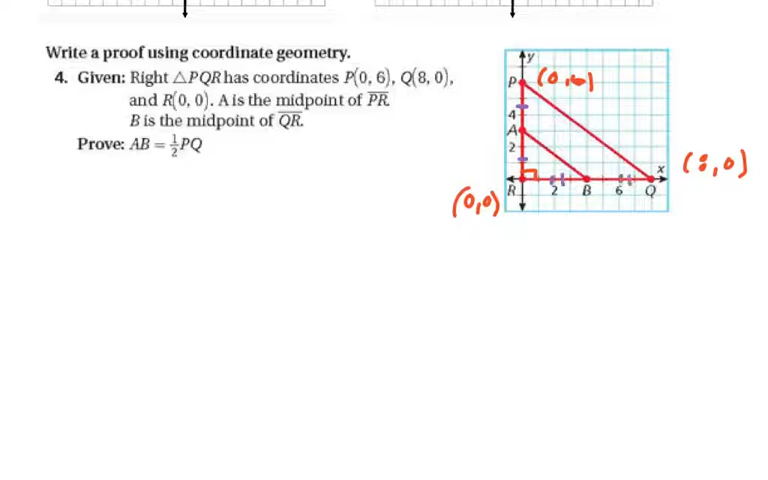 Write a proof using coordinate geometry.
4. Given: Right △PQR has coordinates P(0, 6), Q(8, 0),
and R(0, 0). A is the midpoint of P̅R̅.
B is the midpoint of Q̅R̅.
Prove: AB = ½PQ
y
P (0,6)
4
A
2
x (8,0)
R 2 B 6 Q
(0,0)